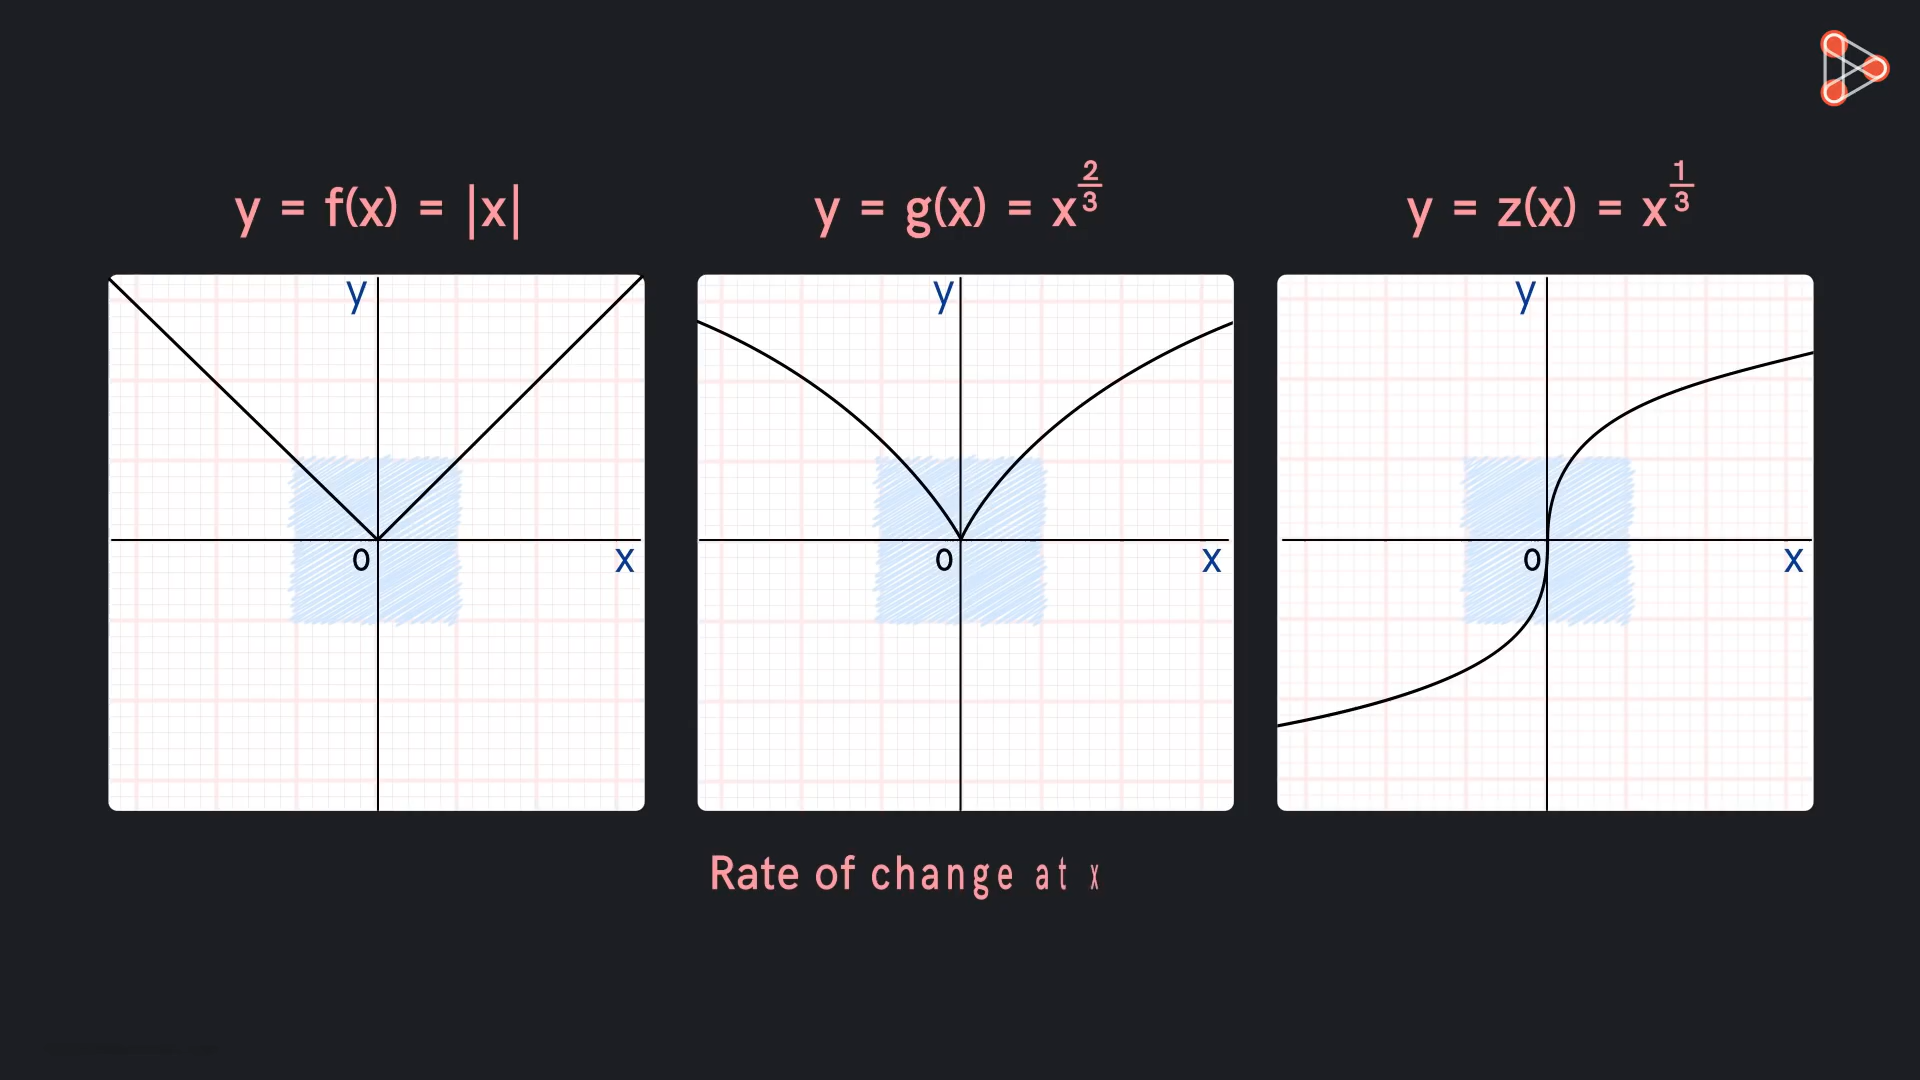 y = f(x) = |x|
y = g(x) = x^(2/3)
y = z(x) = x^(1/3)
y
y
y
0
x
0
x
0
x
Rate of change at x